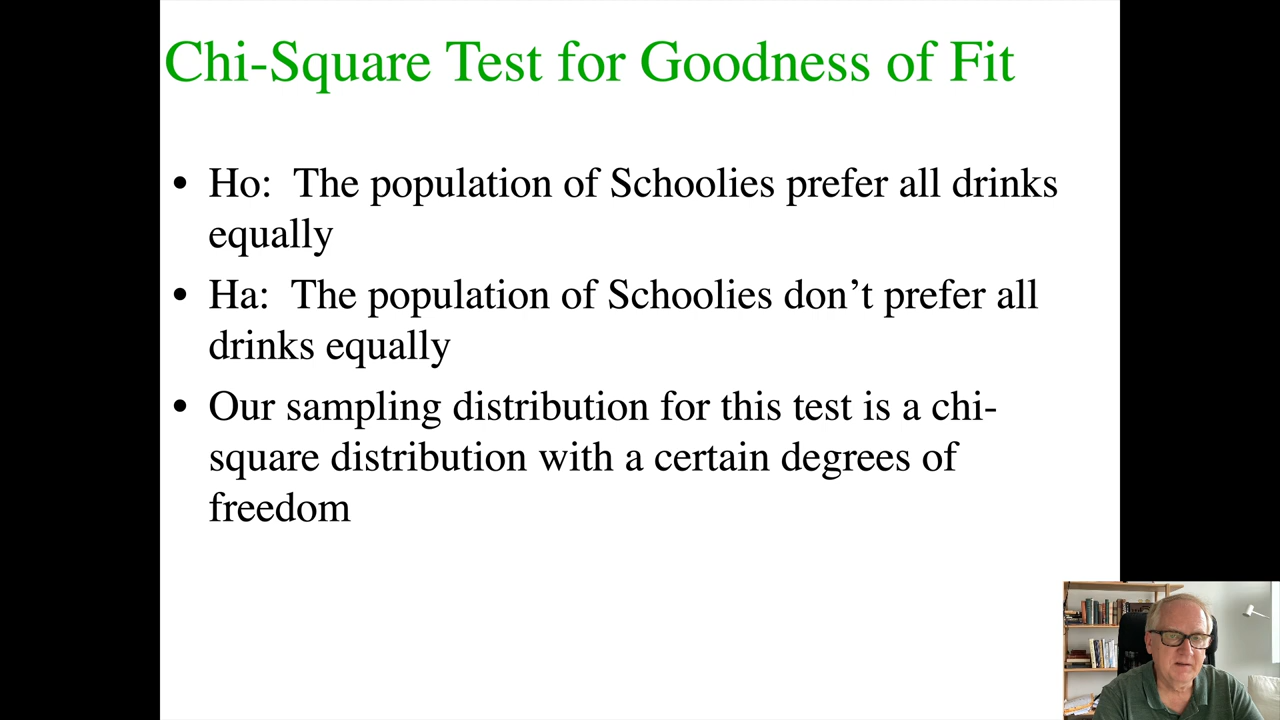 Chi-Square Test for Goodness of Fit
• Ho:  The population of Schoolies prefer all drinks
equally
• Ha:  The population of Schoolies don’t prefer all
drinks equally
• Our sampling distribution for this test is a chi-
square distribution with a certain degrees of
freedom